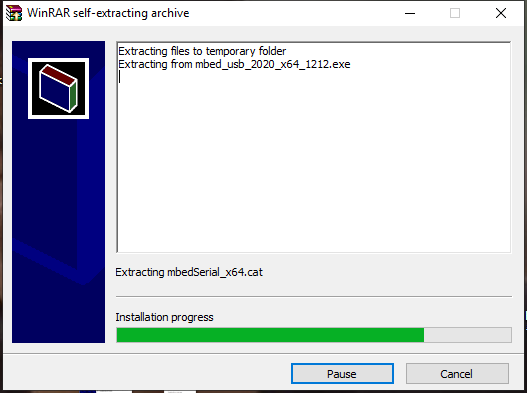 WinRAR self-extracting archive
Extracting files to temporary folder
Extracting from mbed_usb_2020_x64_1212.exe
Extracting mbedSerial_x64.cat
Installation progress
Pause
Cancel